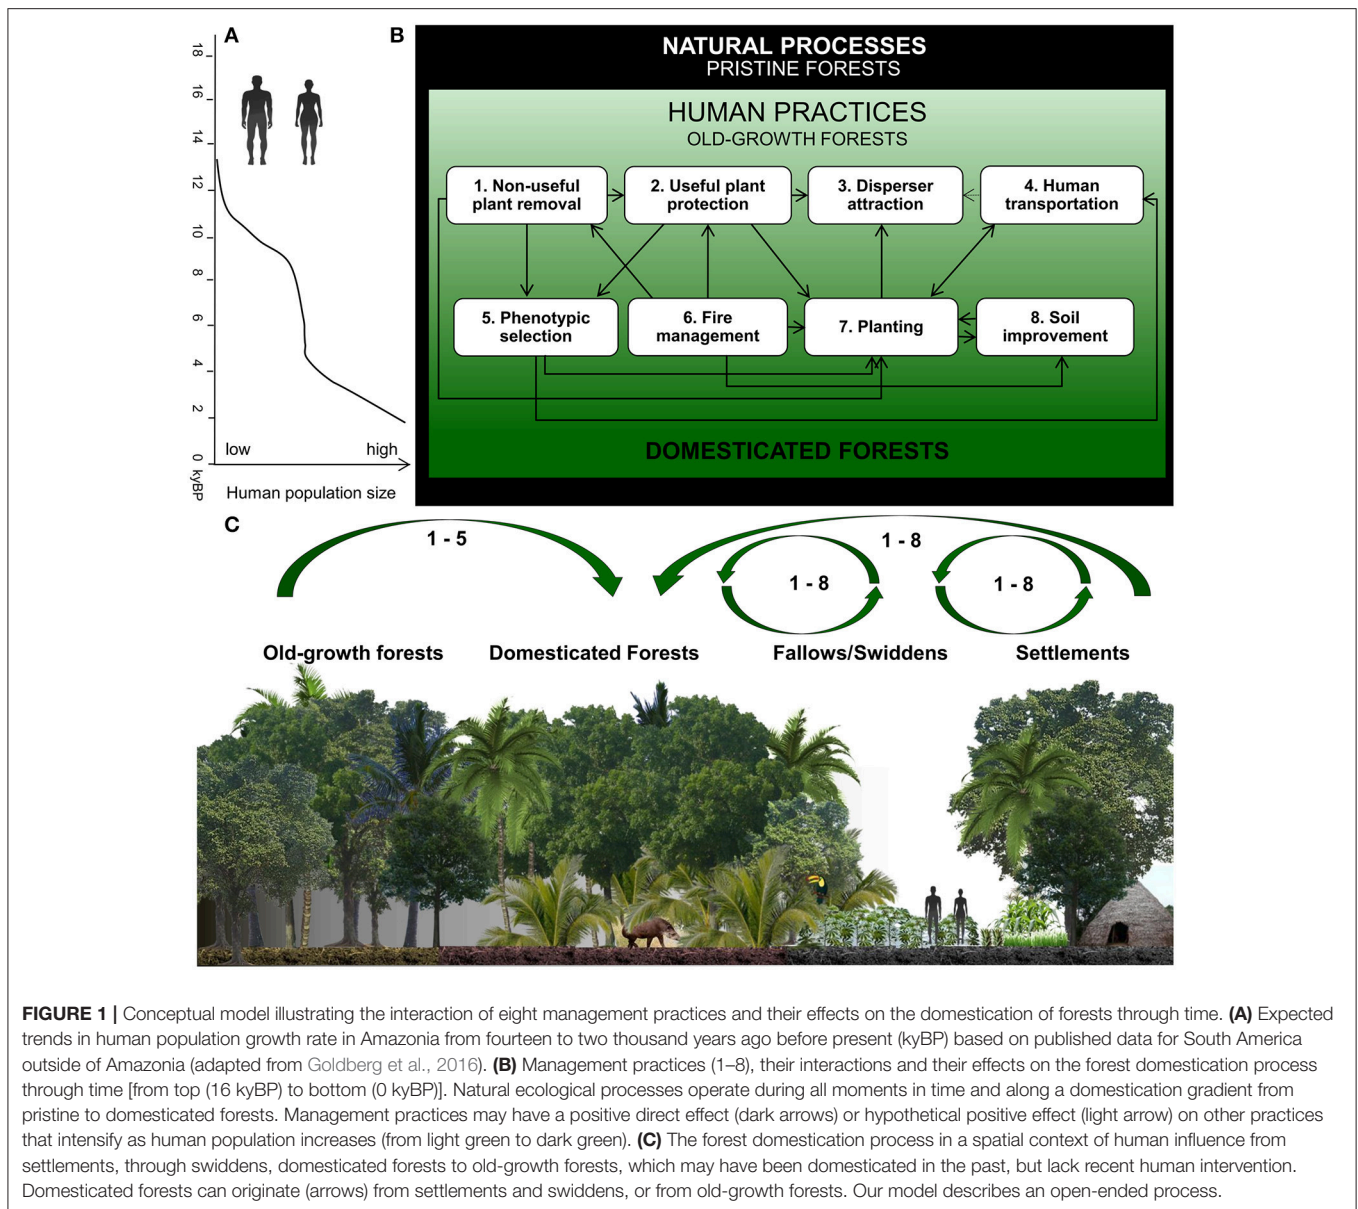 A
18
16
14
12
10
8
6
4
2
0
kyBP
low
high
Human population size
B
NATURAL PROCESSES
PRISTINE FORESTS
HUMAN PRACTICES
OLD-GROWTH FORESTS
1. Non-useful
plant removal
2. Useful plant
protection
3. Disperser
attraction
4. Human
transportation
5. Phenotypic
selection
6. Fire
management
7. Planting
8. Soil
improvement
DOMESTICATED FORESTS
C
1 - 5
1 - 8
1 - 8
1 - 8
Old-growth forests
Domesticated Forests
Fallows/Swiddens
Settlements
FIGURE 1 | Conceptual model illustrating the interaction of eight management practices and their effects on the domestication of forests through time. (A) Expected
trends in human population growth rate in Amazonia from fourteen to two thousand years ago before present (kyBP) based on published data for South America
outside of Amazonia (adapted from Goldberg et al., 2016). (B) Management practices (1–8), their interactions and their effects on the forest domestication process
through time [from top (16 kyBP) to bottom (0 kyBP)]. Natural ecological processes operate during all moments in time and along a domestication gradient from
pristine to domesticated forests. Management practices may have a positive direct effect (dark arrows) or hypothetical positive effect (light arrow) on other practices
that intensify as human population increases (from light green to dark green). (C) The forest domestication process in a spatial context of human influence from
settlements, through swiddens, domesticated forests to old-growth forests, which may have been domesticated in the past, but lack recent human intervention.
Domesticated forests can originate (arrows) from settlements and swiddens, or from old-growth forests. Our model describes an open-ended process.